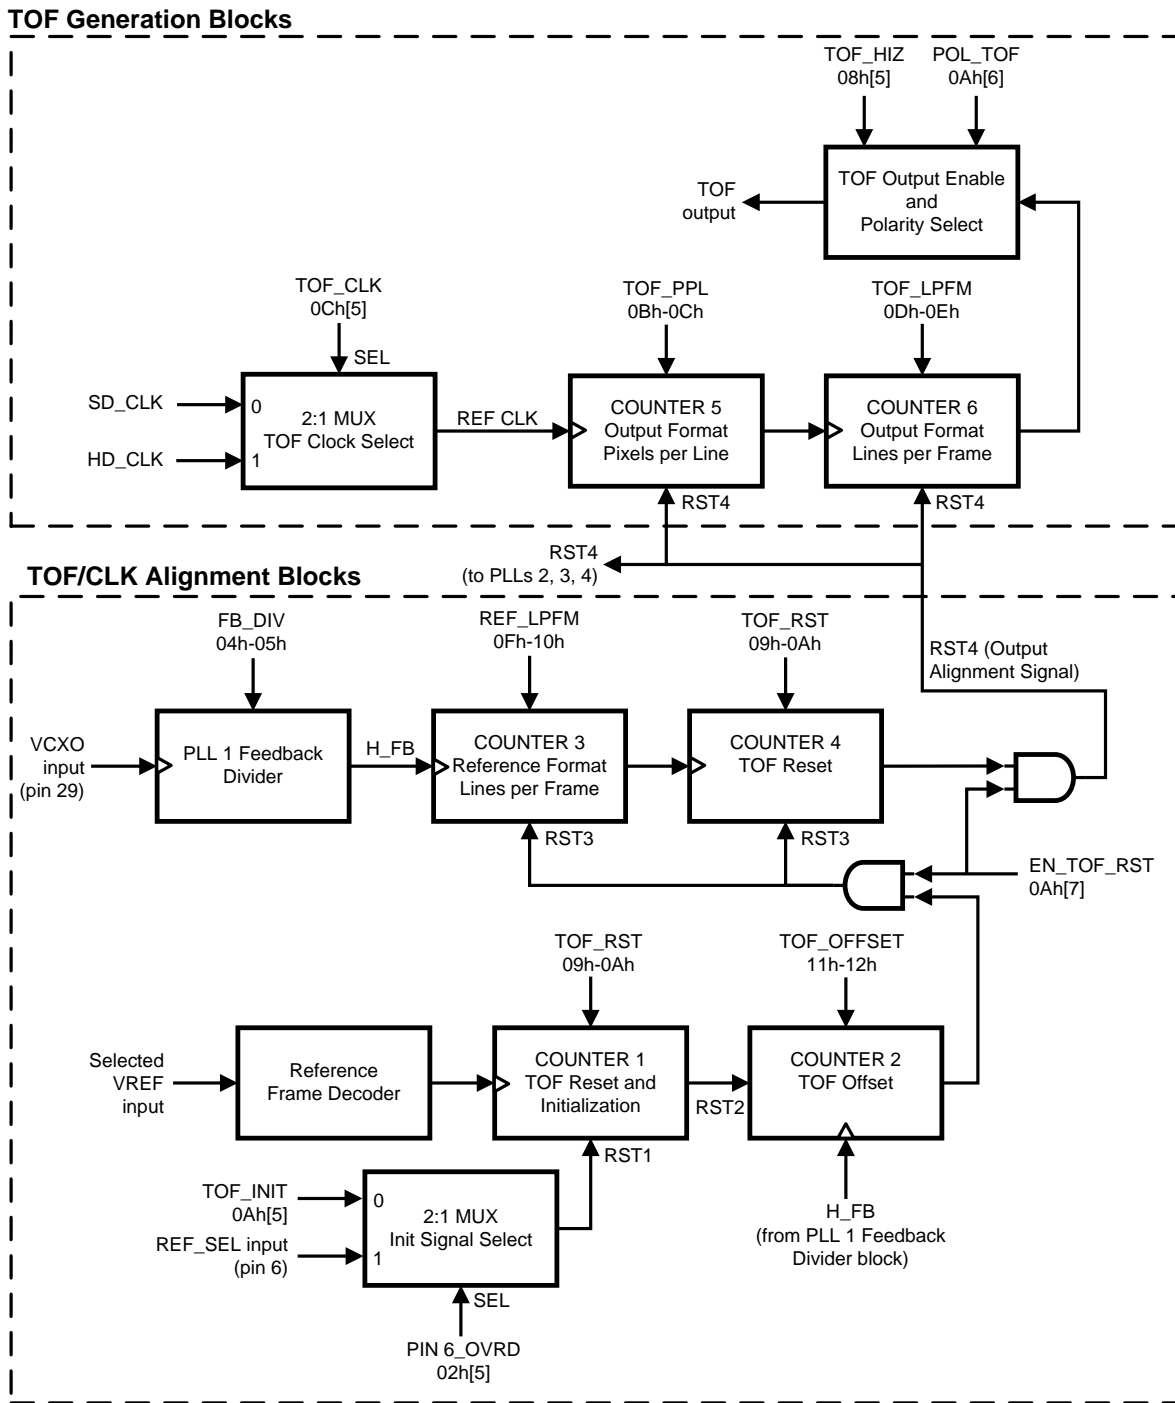 TOF Generation Blocks
TOF_HIZ
08h[5]
POL_TOF
0Ah[6]
TOF Output Enable
and
Polarity Select
TOF
output
TOF_CLK
0Ch[5]
SEL
TOF_PPL
0Bh-0Ch
TOF_LPFM
0Dh-0Eh
SD_CLK
HD_CLK
0
1
2:1 MUX
TOF Clock Select
REF CLK
COUNTER 5
Output Format
Pixels per Line
COUNTER 6
Output Format
Lines per Frame
RST4
RST4
RST4
(to PLLs 2, 3, 4)
TOF/CLK Alignment Blocks
FB_DIV
04h-05h
REF_LPFM
0Fh-10h
TOF_RST
09h-0Ah
RST4 (Output
Alignment Signal)
VCXO
input
(pin 29)
PLL 1 Feedback
Divider
H_FB
COUNTER 3
Reference Format
Lines per Frame
COUNTER 4
TOF Reset
RST3
RST3
EN_TOF_RST
0Ah[7]
TOF_RST
09h-0Ah
TOF_OFFSET
11h-12h
Selected
VREF
input
Reference
Frame Decoder
COUNTER 1
TOF Reset and
Initialization
RST2
COUNTER 2
TOF Offset
RST1
TOF_INIT
0Ah[5]
REF_SEL input
(pin 6)
0
1
2:1 MUX
Init Signal Select
H_FB
(from PLL 1 Feedback
Divider block)
SEL
PIN 6_OVRD
02h[5]